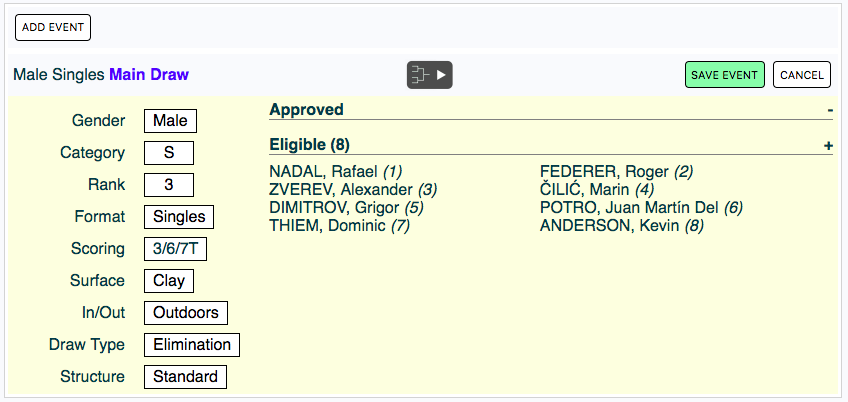 ADD EVENT
Male Singles Main Draw
SAVE EVENT
CANCEL
Gender Male
Category S
Rank 3
Format Singles
Scoring 3/6/7T
Surface Clay
In/Out Outdoors
Draw Type Elimination
Structure Standard
Approved -
Eligible (8) +
NADAL, Rafael (1) FEDERER, Roger (2)
ZVEREV, Alexander (3) ČILIĆ, Marin (4)
DIMITROV, Grigor (5) POTRO, Juan Martín Del (6)
THIEM, Dominic (7) ANDERSON, Kevin (8)